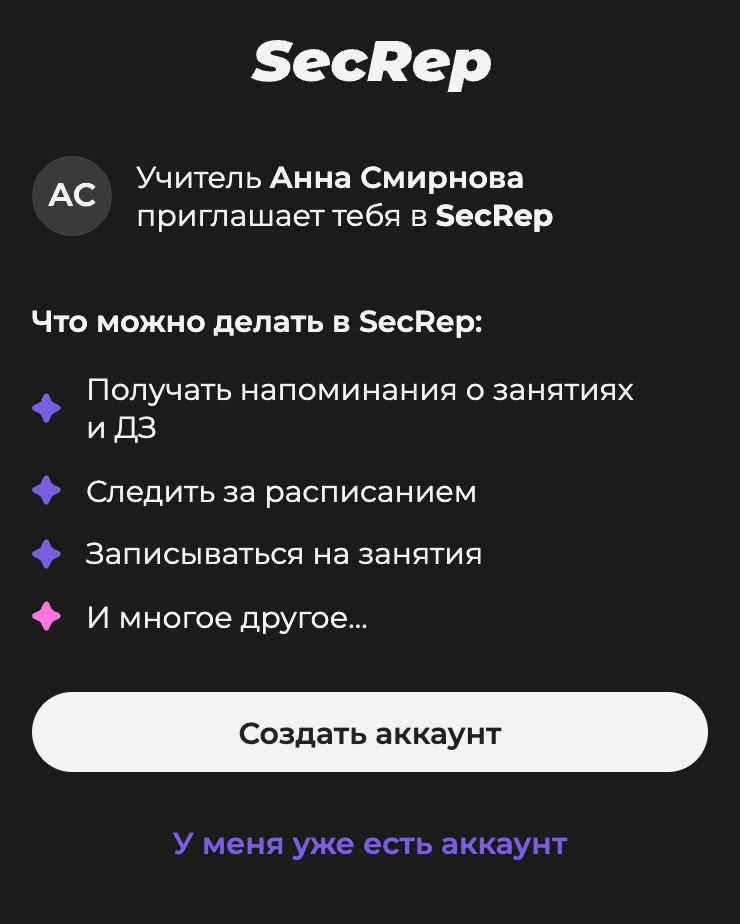 SecRep
АС
Учитель Анна Смирнова
приглашает тебя в SecRep
Что можно делать в SecRep:
Получать напоминания о занятиях
и ДЗ
Следить за расписанием
Записываться на занятия
И многое другое...
Создать аккаунт
У меня уже есть аккаунт